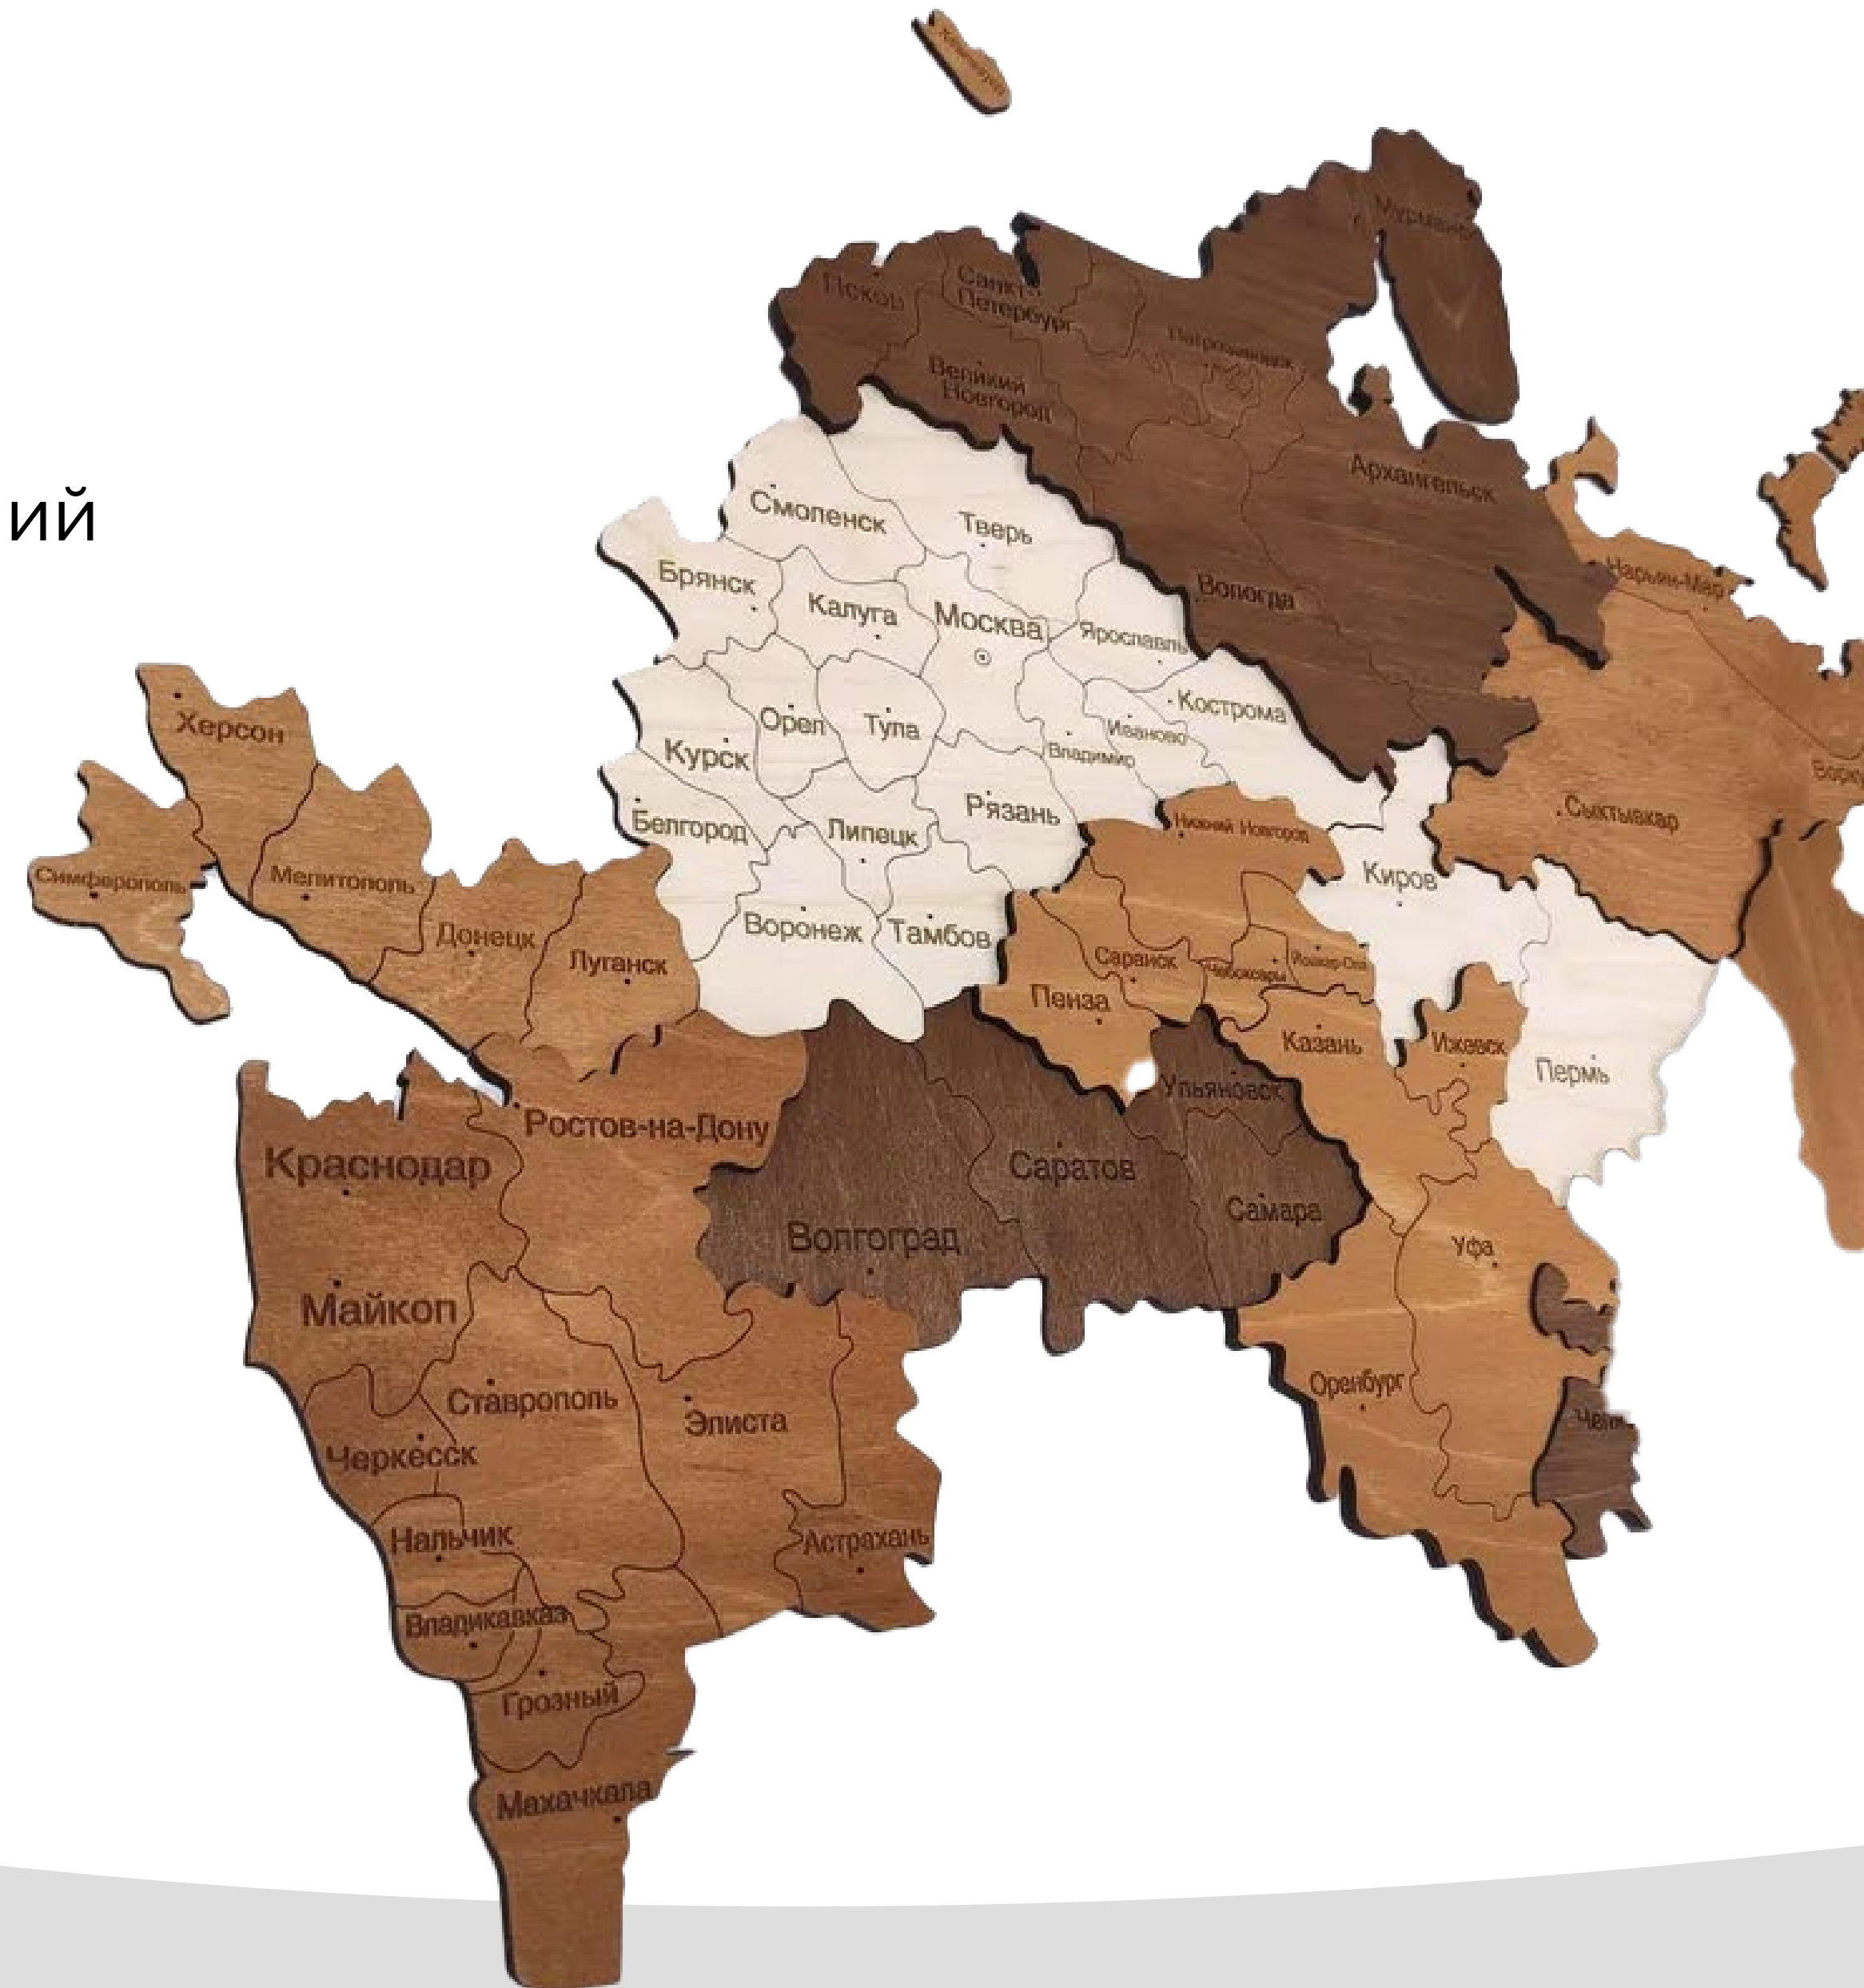 Калининград
Мурманск
Псков
Санкт-
Петербург
Петрозаводск
Великий
Новгород
Архангельск
ий
Смоленск
Тверь
Брянск
Калуга
Москва
Вологда
Нарьян-Мар
Ярославль
Кострома
Херсон
Орел
Тула
Иваново
Курск
Владимир
Белгород
Липецк
Рязань
Нижний Новгород
Сыктывкар
Симферополь
Мелитополь
Киров
Донецк
Луганск
Воронеж
Тамбов
Саранск
Чебоксары
Йошкар-Ола
Пенза
Казань
Ижевск
Пермь
Ульяновск
Ростов-на-Дону
Краснодар
Саратов
Самара
Волгоград
Уфа
Майкоп
Оренбург
Ставрополь
Элиста
Черкесск
Нальчик
Астрахань
Владикавказ
Грозный
Махачкала